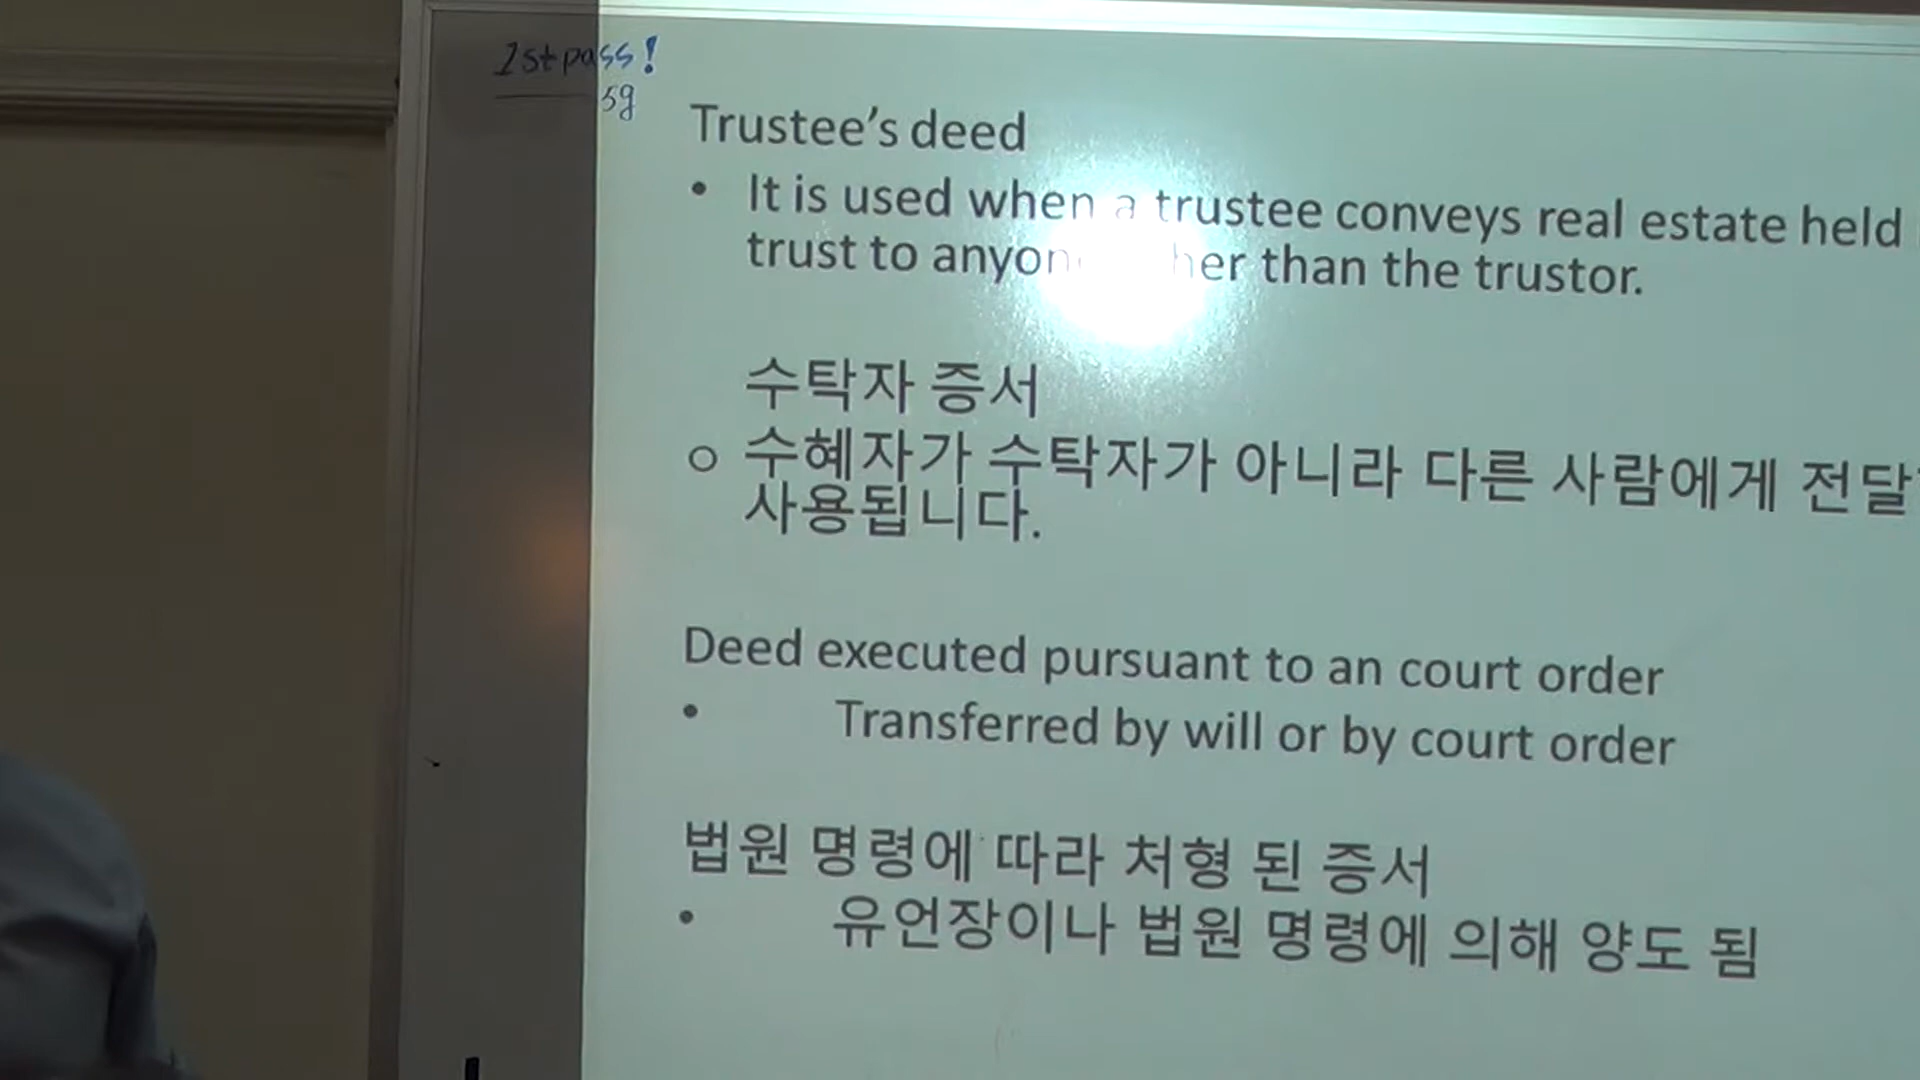 1st pass!
59
Trustee's deed
• It is used when a trustee conveys real estate held
trust to anyon her than the trustor.
수탁자 증서
○ 수혜자가 수탁자가 아니라 다른 사람에게 전달
사용됩니다.
Deed executed pursuant to an court order
• Transferred by will or by court order
법원 명령에 따라 처형 된 증서
• 유언장이나 법원 명령에 의해 양도 됨